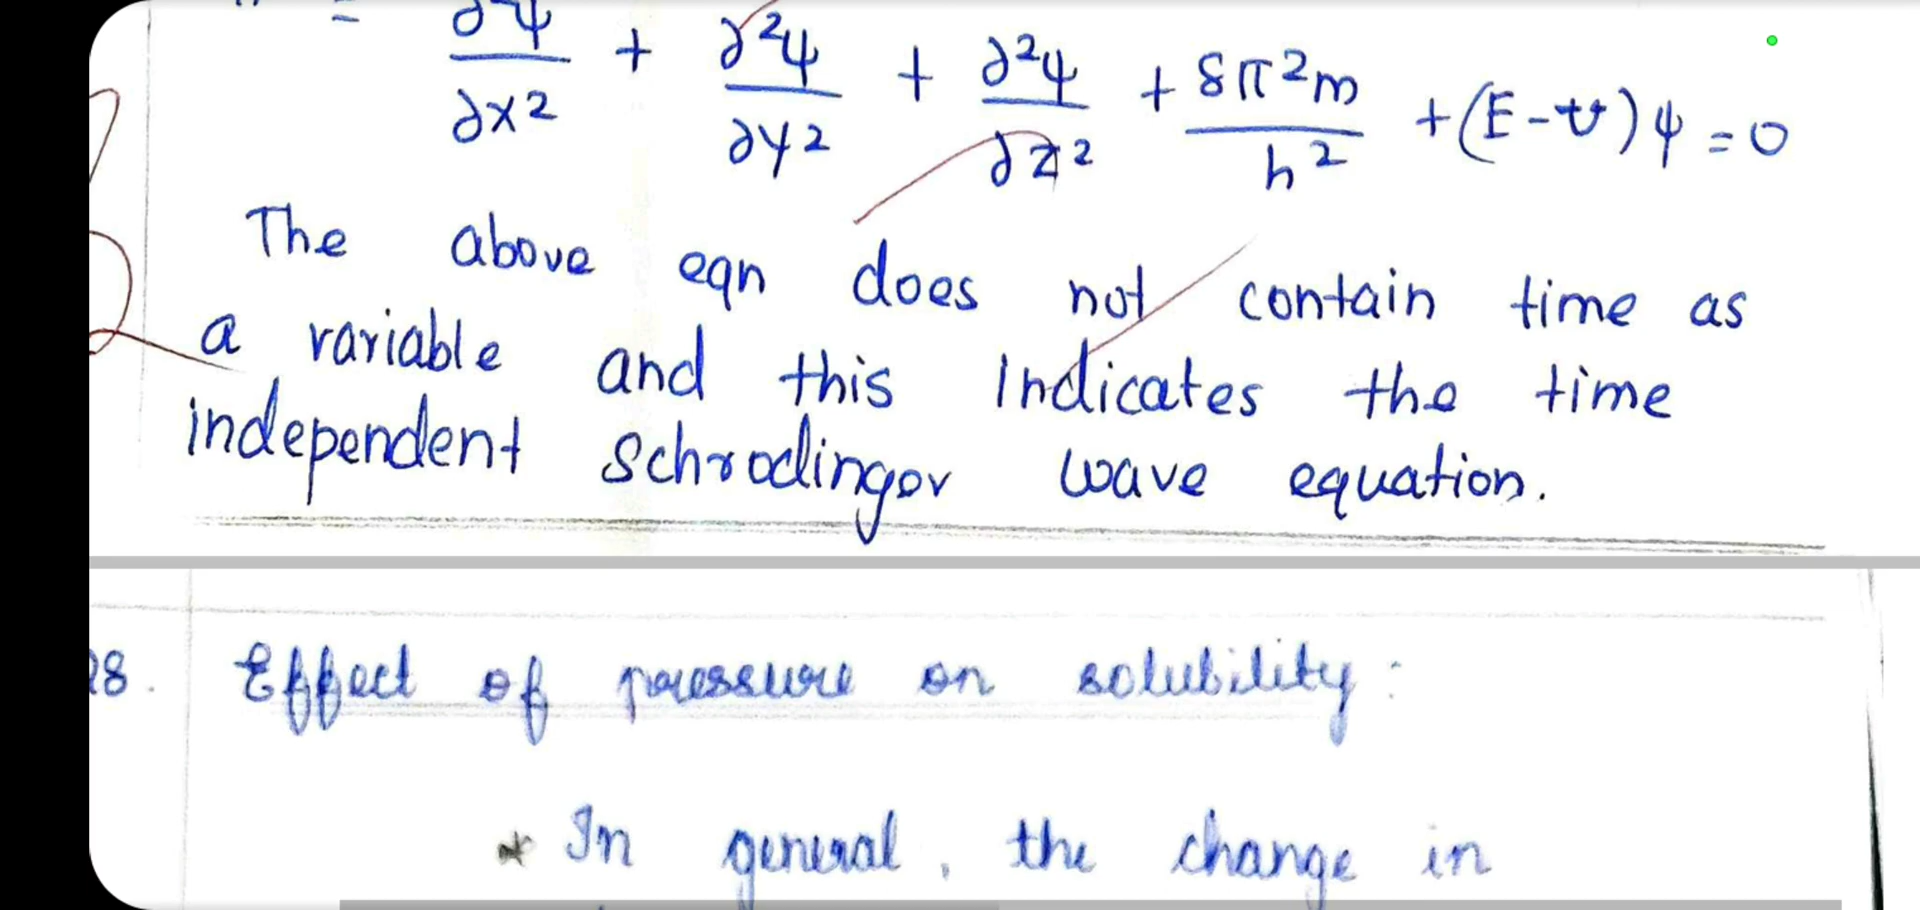 = ∂²ψ/∂x² + ∂²ψ/∂y² + ∂²ψ/∂z² + 8π²m/h² + (E-v)ψ = 0
The above eqn does not contain time as
a variable and this indicates the time
independent schrodinger wave equation.
28. Effect of pressure on solubility:
* In general, the change in